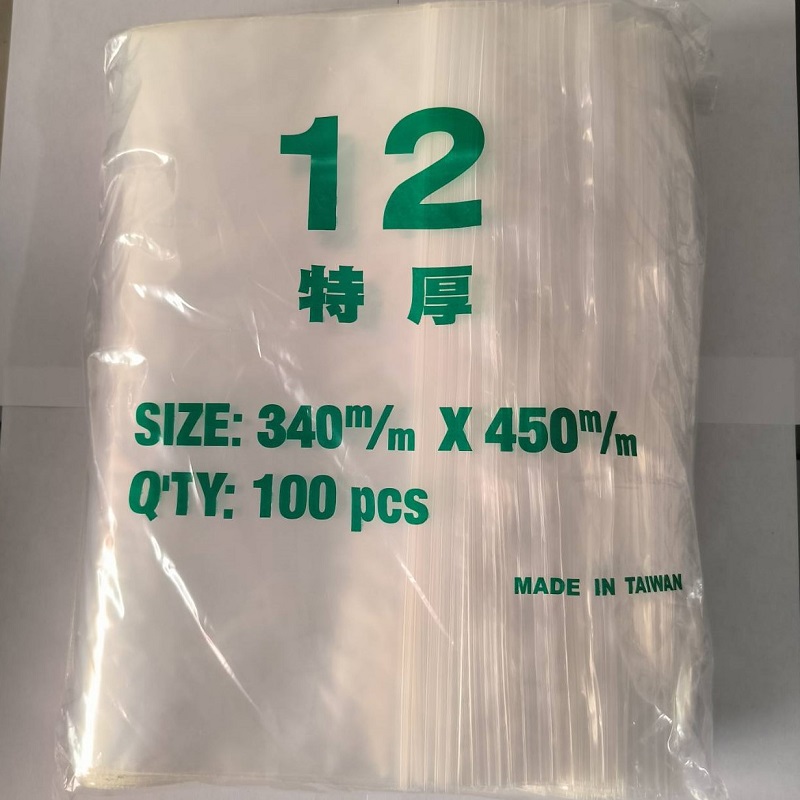 12
特厚
SIZE: 340m/m X 450m/m
Q'TY: 100 pcs
MADE IN TAIWAN